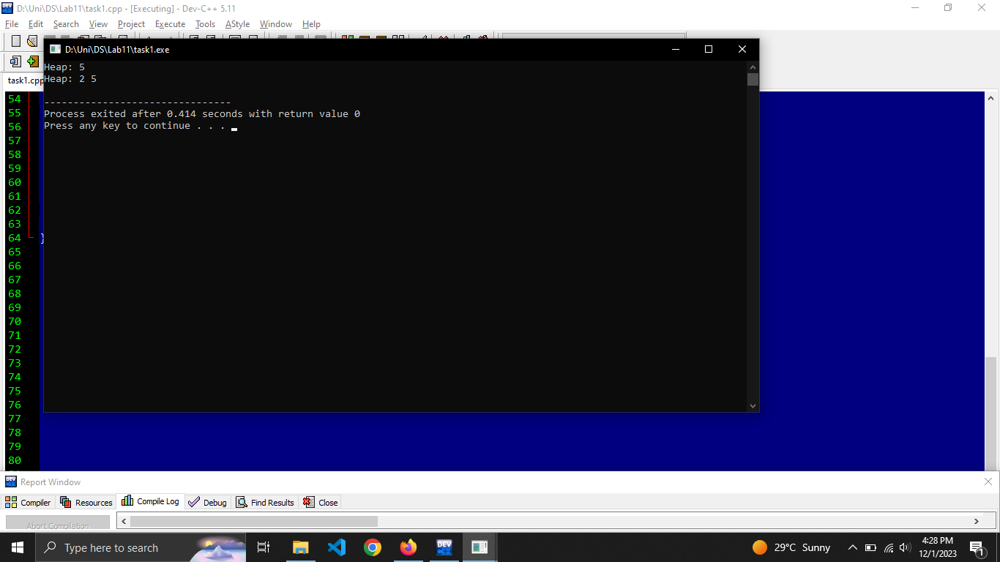 D:\Uni\DS\Lab11\task1.cpp - [Executing] - Dev-C++ 5.11
File Edit Search View Project Execute Tools AStyle Window Help
D:\Uni\DS\Lab11\task1.exe
task1.cpp
Heap: 5
Heap: 2 5
--------------------------------
Process exited after 0.414 seconds with return value 0
Press any key to continue . . .
54
55
56
57
58
59
60
61
62
63
64 }
65
66
67
68
69
70
71
72
73
74
75
76
77
78
79
80
Report Window
Compiler Resources Compile Log Debug Find Results Close
Abort Compilation
Type here to search
DEV
29°C Sunny
4:28 PM
12/1/2023
1